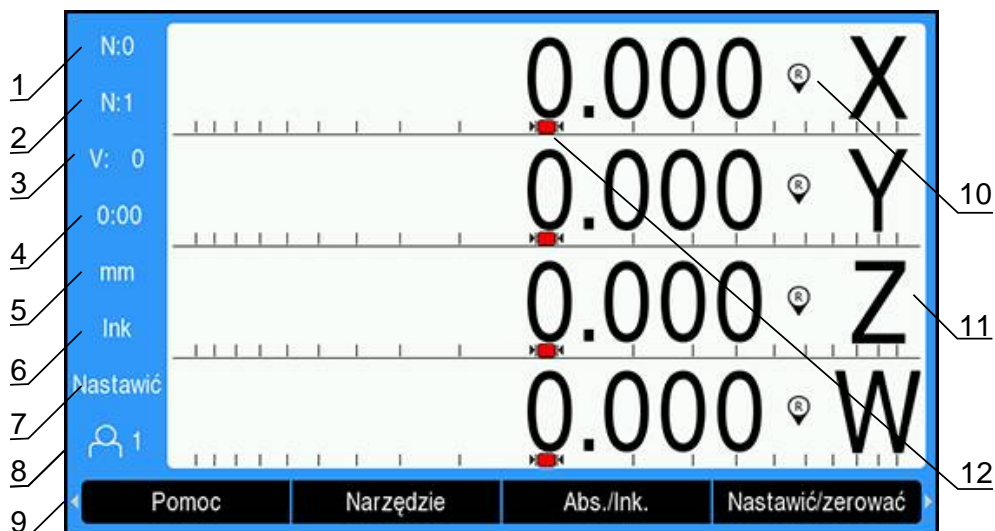 N:0
N:1
V: 0
0:00
mm
Ink
Nastawić
1
0.000 R X
0.000 R Y
0.000 R Z
0.000 R W
Pomoc Narzędzie Abs./Ink. Nastawić/zerować
1
2
3
4
5
6
7
8
9
10
11
12